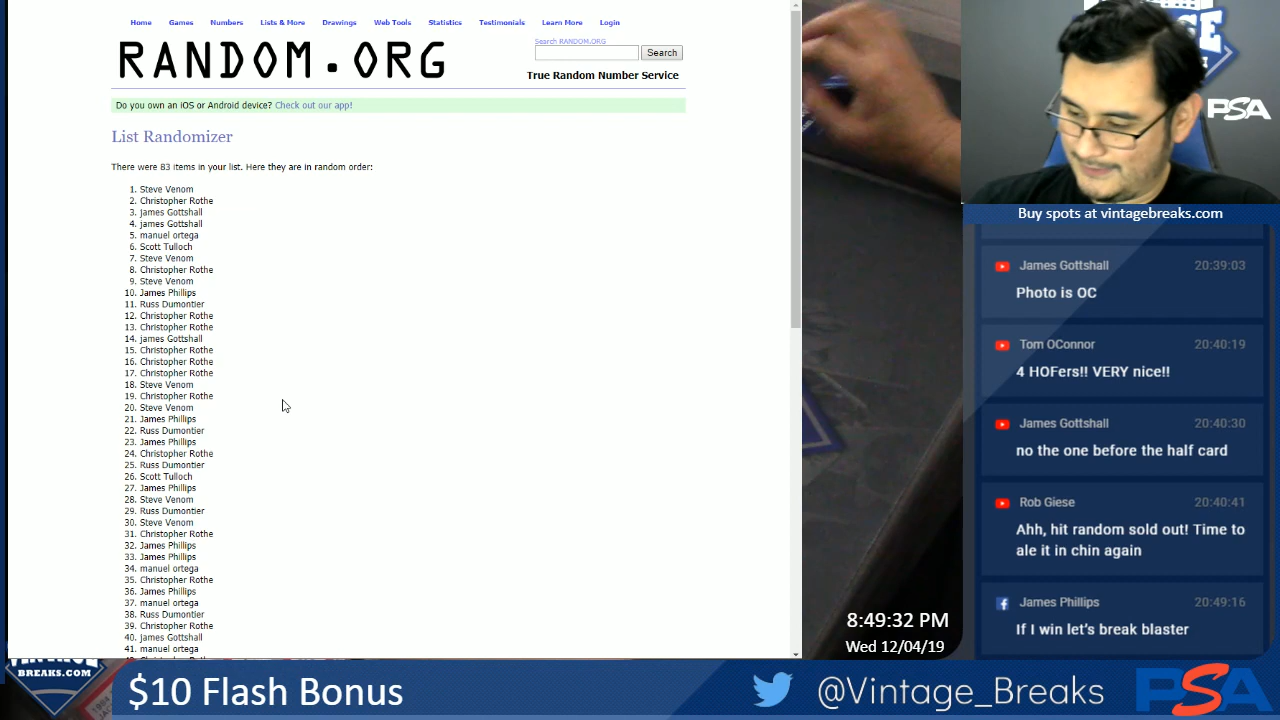 Home Games Numbers Lists & More Drawings Web Tools Statistics Testimonials Learn More Login
RANDOM.ORG
Search RANDOM.ORG
Search
True Random Number Service
Do you own an iOS or Android device? Check out our app!
List Randomizer
There were 83 items in your list. Here they are in random order:
1. Steve Venom
2. Christopher Rothe
3. james Gottshall
4. james Gottshall
5. manuel ortega
6. Scott Tulloch
7. Steve Venom
8. Christopher Rothe
9. Steve Venom
10. James Phillips
11. Russ Dumontier
12. Christopher Rothe
13. Christopher Rothe
14. james Gottshall
15. Christopher Rothe
16. Christopher Rothe
17. Christopher Rothe
18. Steve Venom
19. Christopher Rothe
20. Steve Venom
21. James Phillips
22. Russ Dumontier
23. James Phillips
24. Christopher Rothe
25. Russ Dumontier
26. Scott Tulloch
27. James Phillips
28. Steve Venom
29. Russ Dumontier
30. Steve Venom
31. Christopher Rothe
32. James Phillips
33. James Phillips
34. manuel ortega
35. Christopher Rothe
36. James Phillips
37. manuel ortega
38. Russ Dumontier
39. Christopher Rothe
40. james Gottshall
41. manuel ortega
PSA
Buy spots at vintagebreaks.com
James Gottshall 20:39:03
Photo is OC
Tom OConnor 20:40:19
4 HOFers!! VERY nice!!
James Gottshall 20:40:30
no the one before the half card
Rob Giese 20:40:41
Ahh, hit random sold out! Time to
ale it in chin again
James Phillips 20:49:16
If I win let's break blaster
8:49:32 PM
Wed 12/04/19
BREAKS.COM
$10 Flash Bonus
@Vintage_Breaks
PSA